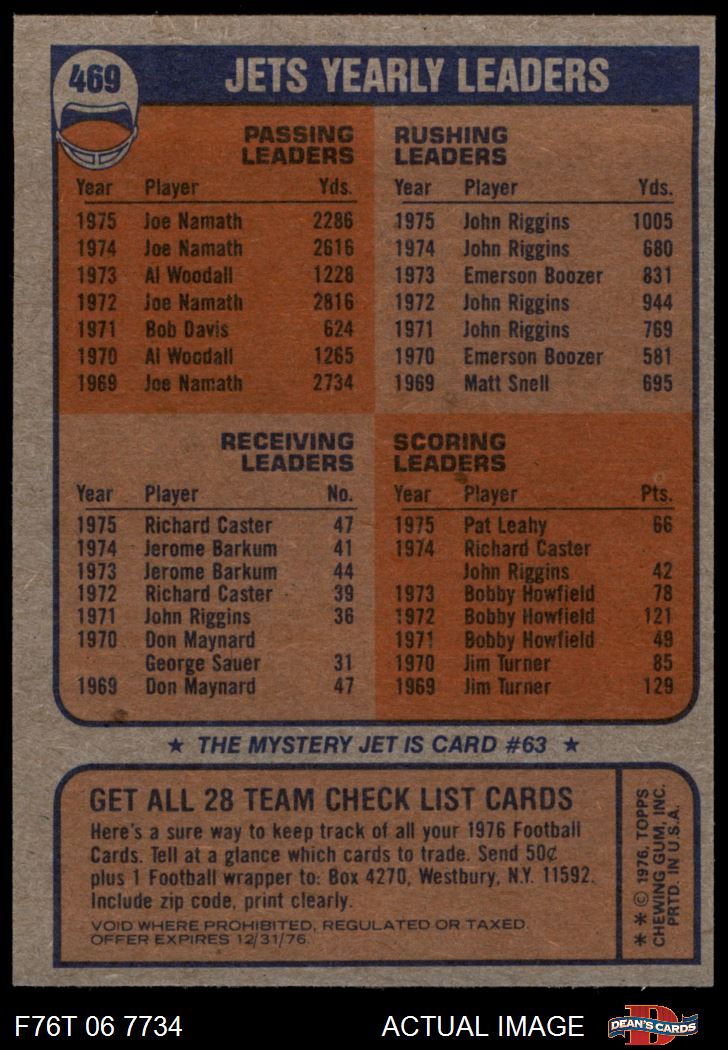 469
JETS YEARLY LEADERS
PASSING
LEADERS
Year Player Yds.
1975 Joe Namath 2286
1974 Joe Namath 2616
1973 Al Woodall 1228
1972 Joe Namath 2816
1971 Bob Davis 624
1970 Al Woodall 1265
1969 Joe Namath 2734
RUSHING
LEADERS
Year Player Yds.
1975 John Riggins 1005
1974 John Riggins 680
1973 Emerson Boozer 831
1972 John Riggins 944
1971 John Riggins 769
1970 Emerson Boozer 581
1969 Matt Snell 695
RECEIVING
LEADERS
Year Player No.
1975 Richard Caster 47
1974 Jerome Barkum 41
1973 Jerome Barkum 44
1972 Richard Caster 39
1971 John Riggins 36
1970 Don Maynard
George Sauer 31
1969 Don Maynard 47
SCORING
LEADERS
Year Player Pts.
1975 Pat Leahy 66
1974 Richard Caster
John Riggins 42
1973 Bobby Howfield 78
1972 Bobby Howfield 121
1971 Bobby Howfield 49
1970 Jim Turner 85
1969 Jim Turner 129
★ THE MYSTERY JET IS CARD #63 ★
GET ALL 28 TEAM CHECK LIST CARDS
Here's a sure way to keep track of all your 1976 Football
Cards. Tell at a glance which cards to trade. Send 50¢
plus 1 Football wrapper to: Box 4270, Westbury, N.Y. 11592.
Include zip code, print clearly.
VOID WHERE PROHIBITED, REGULATED OR TAXED.
OFFER EXPIRES 12/31/76.
** © 1976, TOPPS
CHEWING GUM, INC.
PRTD. IN U.S.A.
F76T 06 7734
ACTUAL IMAGE
D
DEAN'S CARDS